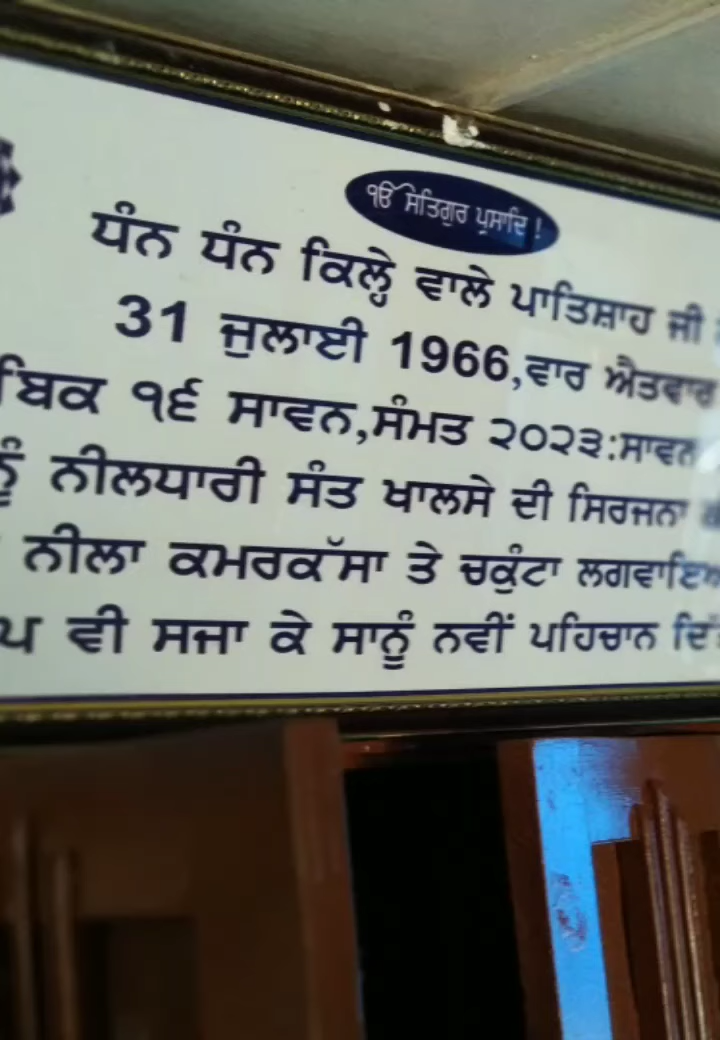 ੴ ਸਤਿਗੁਰ ਪ੍ਰਸਾਦਿ !
ਧੰਨ ਧੰਨ ਕਿਲ੍ਹੇ ਵਾਲੇ ਪਾਤਿਸ਼ਾਹ ਜੀ
31 ਜੁਲਾਈ 1966,ਵਾਰ ਐਤਵਾਰ
ਬਿਕ ੧੬ ਸਾਵਨ,ਸੰਮਤ ੨੦੨੩:ਸਾਵਨ
ਨੀਲਧਾਰੀ ਸੰਤ ਖਾਲਸੇ ਦੀ ਸਿਰਜਨਾ
ਨੀਲਾ ਕਮਰਕੱਸਾ ਤੇ ਚਕੁੰਟਾ ਲਗਵਾਇਆ
ਪ ਵੀ ਸਜਾ ਕੇ ਸਾਨੂੰ ਨਵੀਂ ਪਹਿਚਾਨ